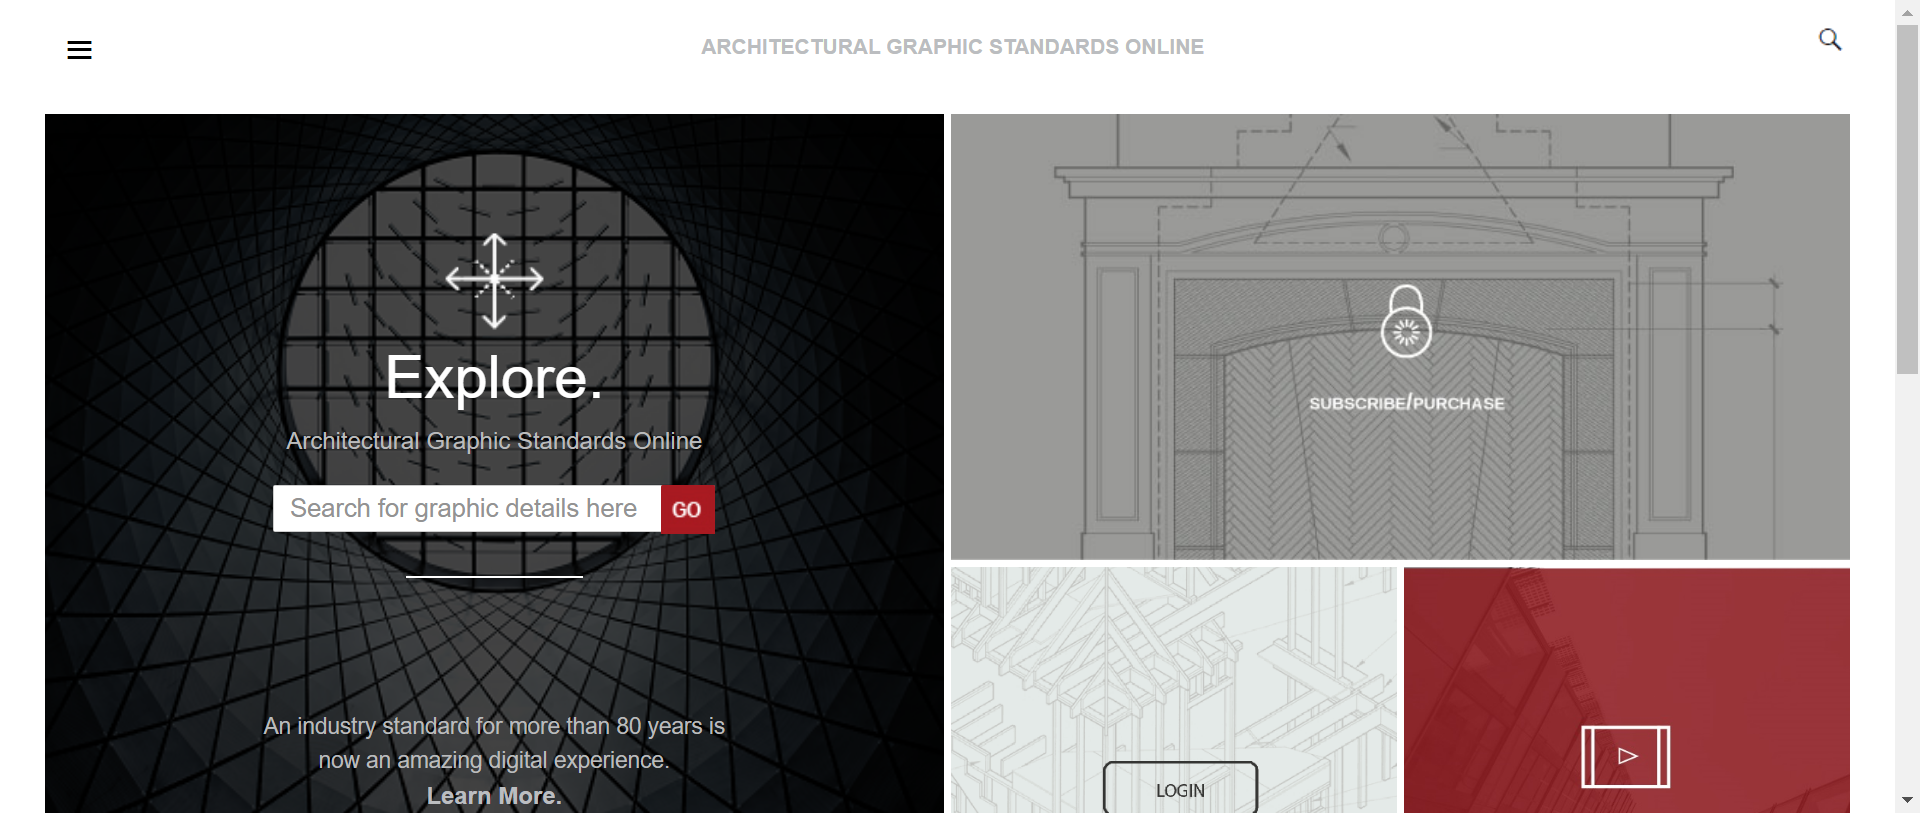 ARCHITECTURAL GRAPHIC STANDARDS ONLINE
Explore.
Architectural Graphic Standards Online
Search for graphic details here
GO
An industry standard for more than 80 years is
now an amazing digital experience.
Learn More.
SUBSCRIBE/PURCHASE
LOGIN